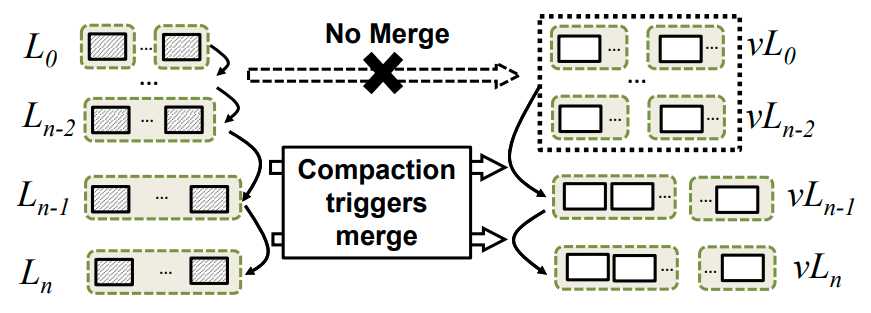 No Merge
L0 ... ... vL0
... ...
Ln-2 ... ... ... vLn-2
Compaction
triggers
merge
Ln-1 ... ... ... vLn-1
Ln ... ... ... vLn